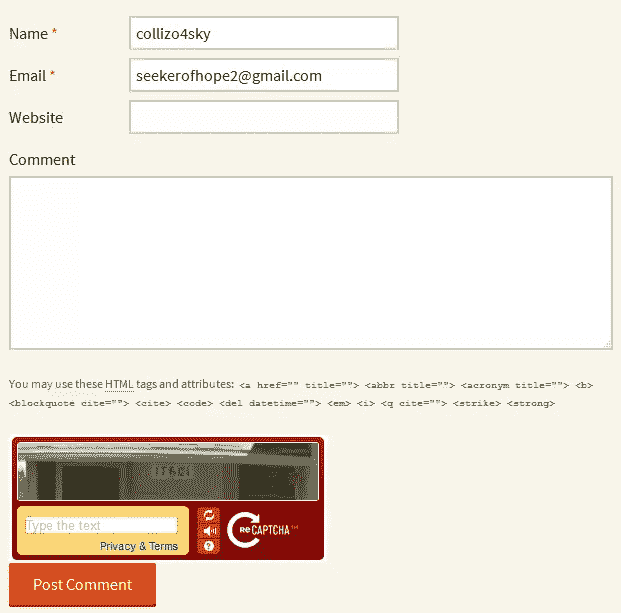 Name *
collizo4sky
Email *
seekerofhope2@gmail.com
Website
Comment
You may use these HTML tags and attributes: <a href="" title=""> <abbr title=""> <acronym title=""> <b>
<blockquote cite=""> <cite> <code> <del datetime=""> <em> <i> <q cite=""> <strike> <strong>
Type the text
Privacy & Terms
reCAPTCHA™
Post Comment